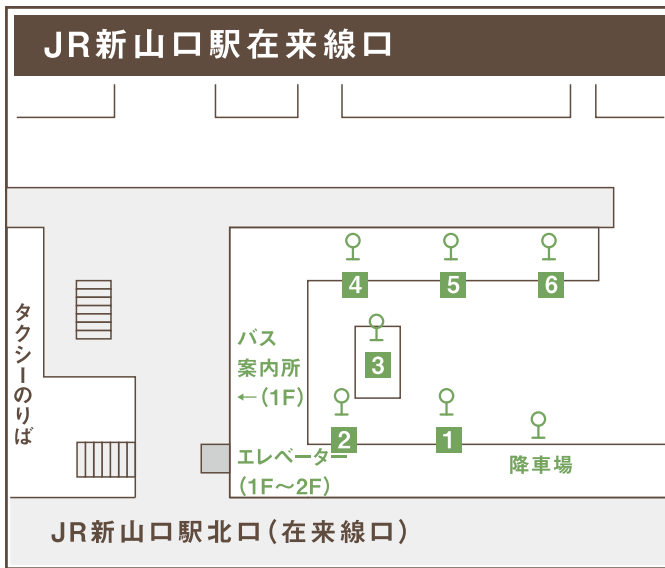 JR新山口駅在来線口
4
5
6
タクシーのりば
バス
案内所
←(1F)
3
2
1
エレベーター
(1F〜2F)
降車場
JR新山口駅北口(在来線口)